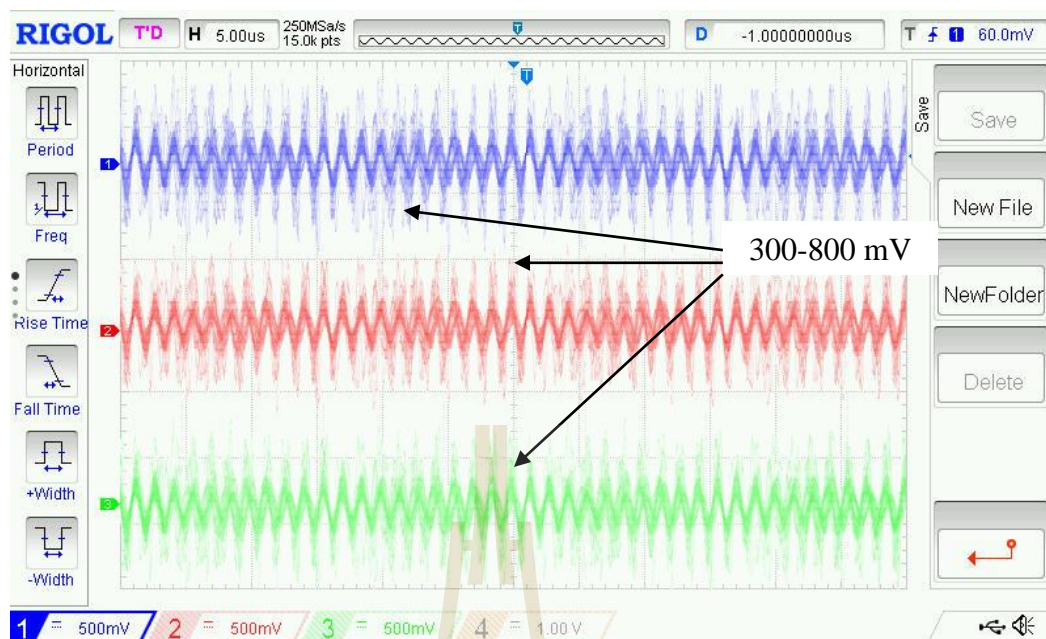 RIGOL T'D H 5.00us 250MSa/s 15.0k pts T D -1.00000000us T 1 60.0mV
Horizontal
Period
Freq
Rise Time
Fall Time
+Width
-Width
T
1
2
3
300-800 mV
Save
Save
New File
NewFolder
Delete
1 = 500mV 2 = 500mV 3 = 500mV 4 = 1.00 V